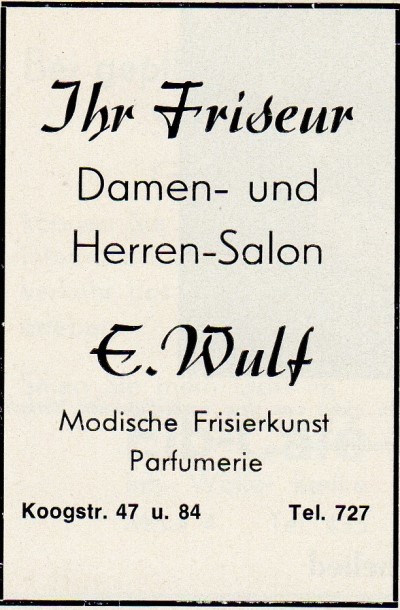 Ihr Friseur
Damen- und
Herren-Salon
E. Wulf
Modische Frisierkunst
Parfumerie
Koogstr. 47 u. 84 Tel. 727